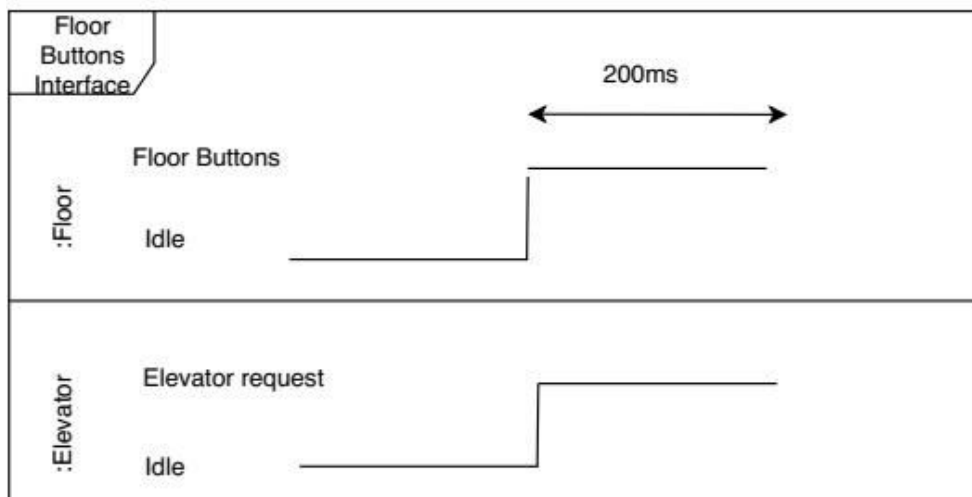 Floor
Buttons
Interface
200ms
Floor Buttons
:Floor
Idle
Elevator request
:Elevator
Idle